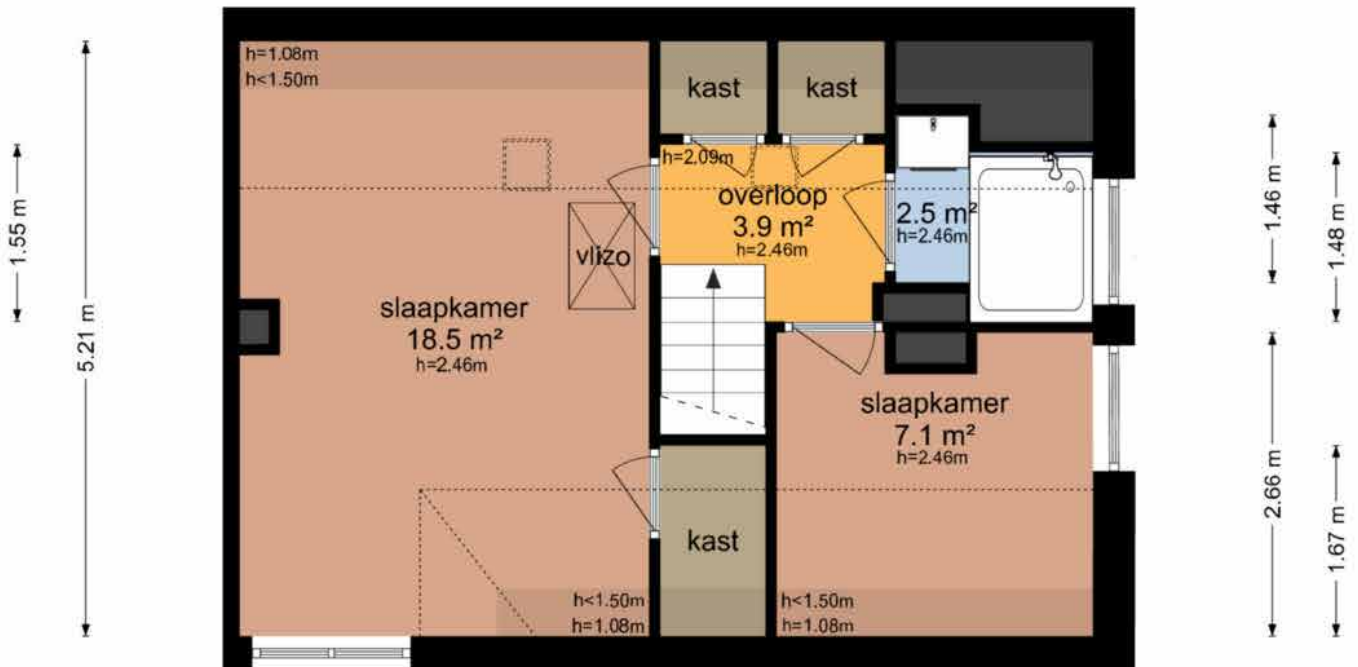 h=1.08m
h<1.50m
kast
kast
h=2.09m
overloop
3.9 m²
h=2.46m
2.5 m²
h=2.46m
vlizo
slaapkamer
18.5 m²
h=2.46m
slaapkamer
7.1 m²
h=2.46m
kast
h<1.50m
h=1.08m
h<1.50m
h=1.08m
1.55 m
5.21 m
1.46 m
1.48 m
2.66 m
1.67 m